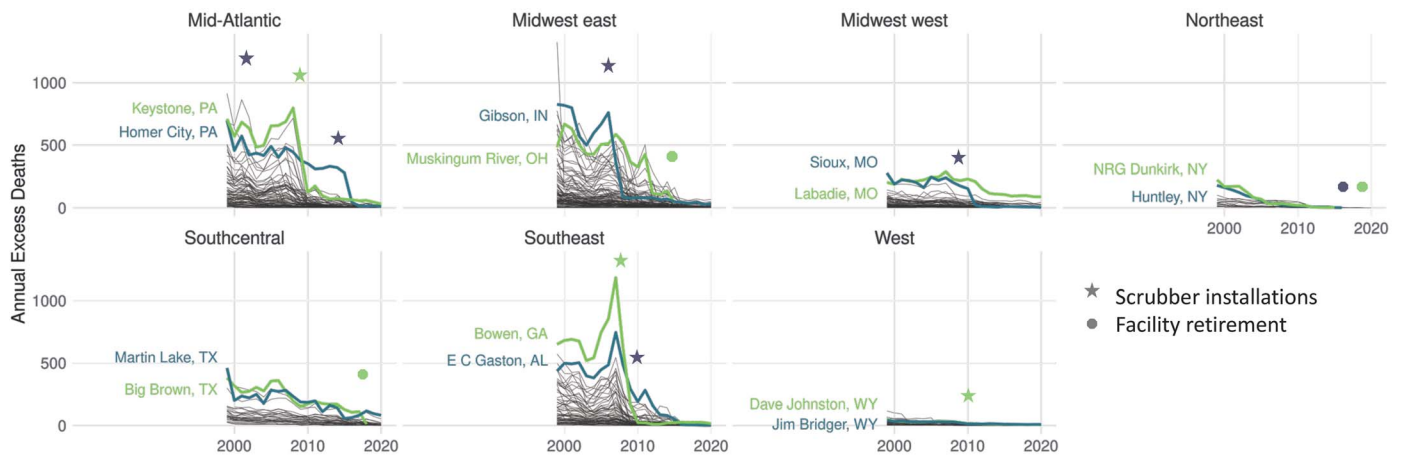 Mid-Atlantic
Midwest east
Midwest west
Northeast
Annual Excess Deaths
1000
500
0
Keystone, PA
Homer City, PA
Gibson, IN
Muskingum River, OH
Sioux, MO
Labadie, MO
NRG Dunkirk, NY
Huntley, NY
2000 2010 2020
Southcentral
Southeast
West
1000
500
0
Martin Lake, TX
Big Brown, TX
Bowen, GA
E C Gaston, AL
Dave Johnston, WY
Jim Bridger, WY
Scrubber installations
Facility retirement
2000 2010 2020
2000 2010 2020
2000 2010 2020